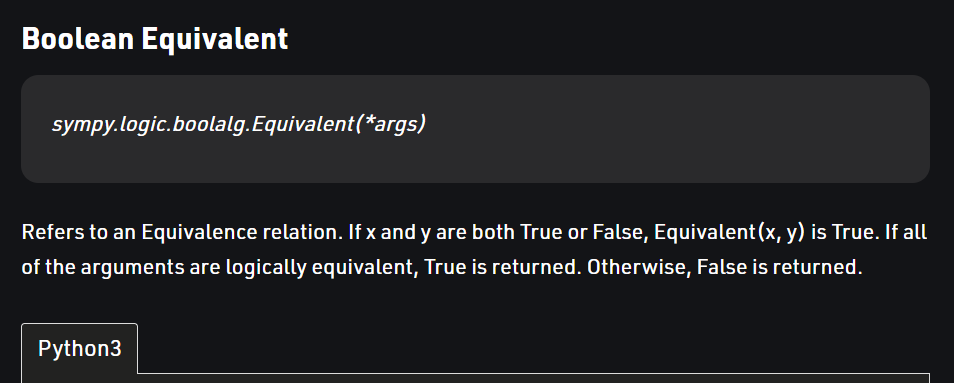 Boolean Equivalent
sympy.logic.boolalg.Equivalent(*args)
Refers to an Equivalence relation. If x and y are both True or False, Equivalent(x, y) is True. If all
of the arguments are logically equivalent, True is returned. Otherwise, False is returned.
Python3